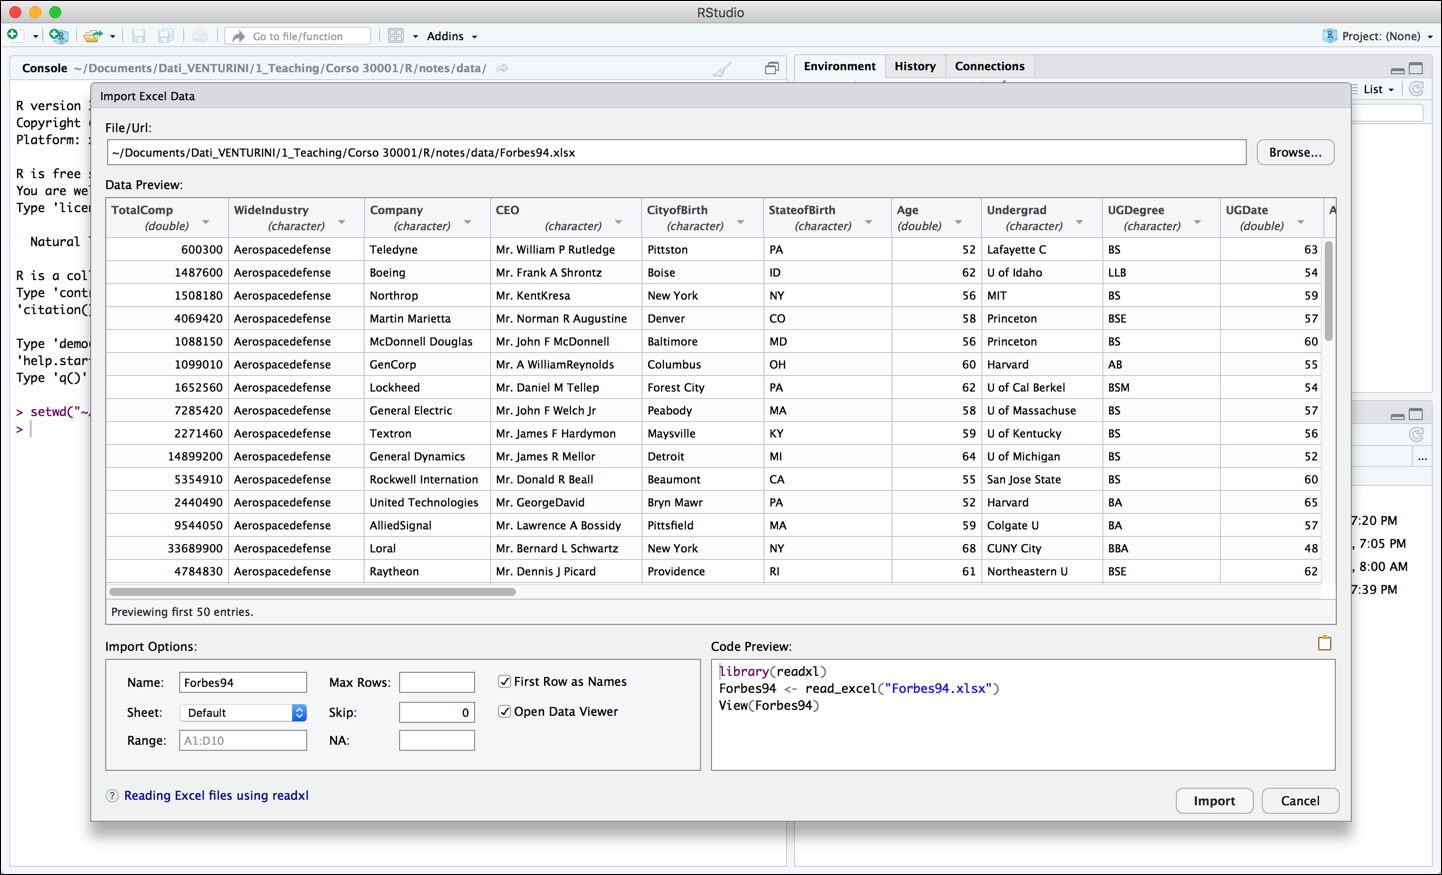 RStudio
Go to file/function
Addins
Project: (None)
Console ~/Documents/Dati_VENTURINI/1_Teaching/Corso 30001/R/notes/data/
Environment History Connections
List
R version
Copyright
Platform:
R is free
You are
Type
Natural
R is a
Type
'citation()
Type
'help.
Type 'q()'
> setwd("~
>
7:20 PM
, 7:05 PM
, 8:00 AM
7:39 PM
...
Import Excel Data
File/Url:
~/Documents/Dati_VENTURINI/1_Teaching/Corso 30001/R/notes/data/Forbes94.xlsx
Browse...
Data Preview:
TotalComp WideIndustry Company CEO CityofBirth StateofBirth Age Undergrad UGDegree UGDate A
(double) (character) (character) (character) (character) (character) (double) (character) (character) (double)
600300 Aerospacedefense Teledyne Mr. William P Rutledge Pittston PA 52 Lafayette C BS 63
1487600 Aerospacedefense Boeing Mr. Frank A Shrontz Boise ID 62 U of Idaho LLB 54
1508180 Aerospacedefense Northrop Mr. KentKresa New York NY 56 MIT BS 59
4069420 Aerospacedefense Martin Marietta Mr. Norman R Augustine Denver CO 58 Princeton BSE 57
1088150 Aerospacedefense McDonnell Douglas Mr. John F McDonnell Baltimore MD 56 Princeton BS 60
1099010 Aerospacedefense GenCorp Mr. A WilliamReynolds Columbus OH 60 Harvard AB 55
1652560 Aerospacedefense Lockheed Mr. Daniel M Tellep Forest City PA 62 U of Cal Berkel BSM 54
7285420 Aerospacedefense General Electric Mr. John F Welch Jr Peabody MA 58 U of Massachuse BS 57
2271460 Aerospacedefense Textron Mr. James F Hardymon Maysville KY 59 U of Kentucky BS 56
14899200 Aerospacedefense General Dynamics Mr. James R Mellor Detroit MI 64 U of Michigan BS 52
5354910 Aerospacedefense Rockwell Internation Mr. Donald R Beall Beaumont CA 55 San Jose State BS 60
2440490 Aerospacedefense United Technologies Mr. GeorgeDavid Bryn Mawr PA 52 Harvard BA 65
9544050 Aerospacedefense AlliedSignal Mr. Lawrence A Bossidy Pittsfield MA 59 Colgate U BA 57
33689900 Aerospacedefense Loral Mr. Bernard L Schwartz New York NY 68 CUNY City BBA 48
4784830 Aerospacedefense Raytheon Mr. Dennis J Picard Providence RI 61 Northeastern U BSE 62
Previewing first 50 entries.
Import Options:
Name: Forbes94 Max Rows: First Row as Names
Sheet: Default Skip: 0 Open Data Viewer
Range: A1:D10 NA:
Code Preview:
library(readxl)
Forbes94 <- read_excel("Forbes94.xlsx")
View(Forbes94)
? Reading Excel files using readxl
Import Cancel